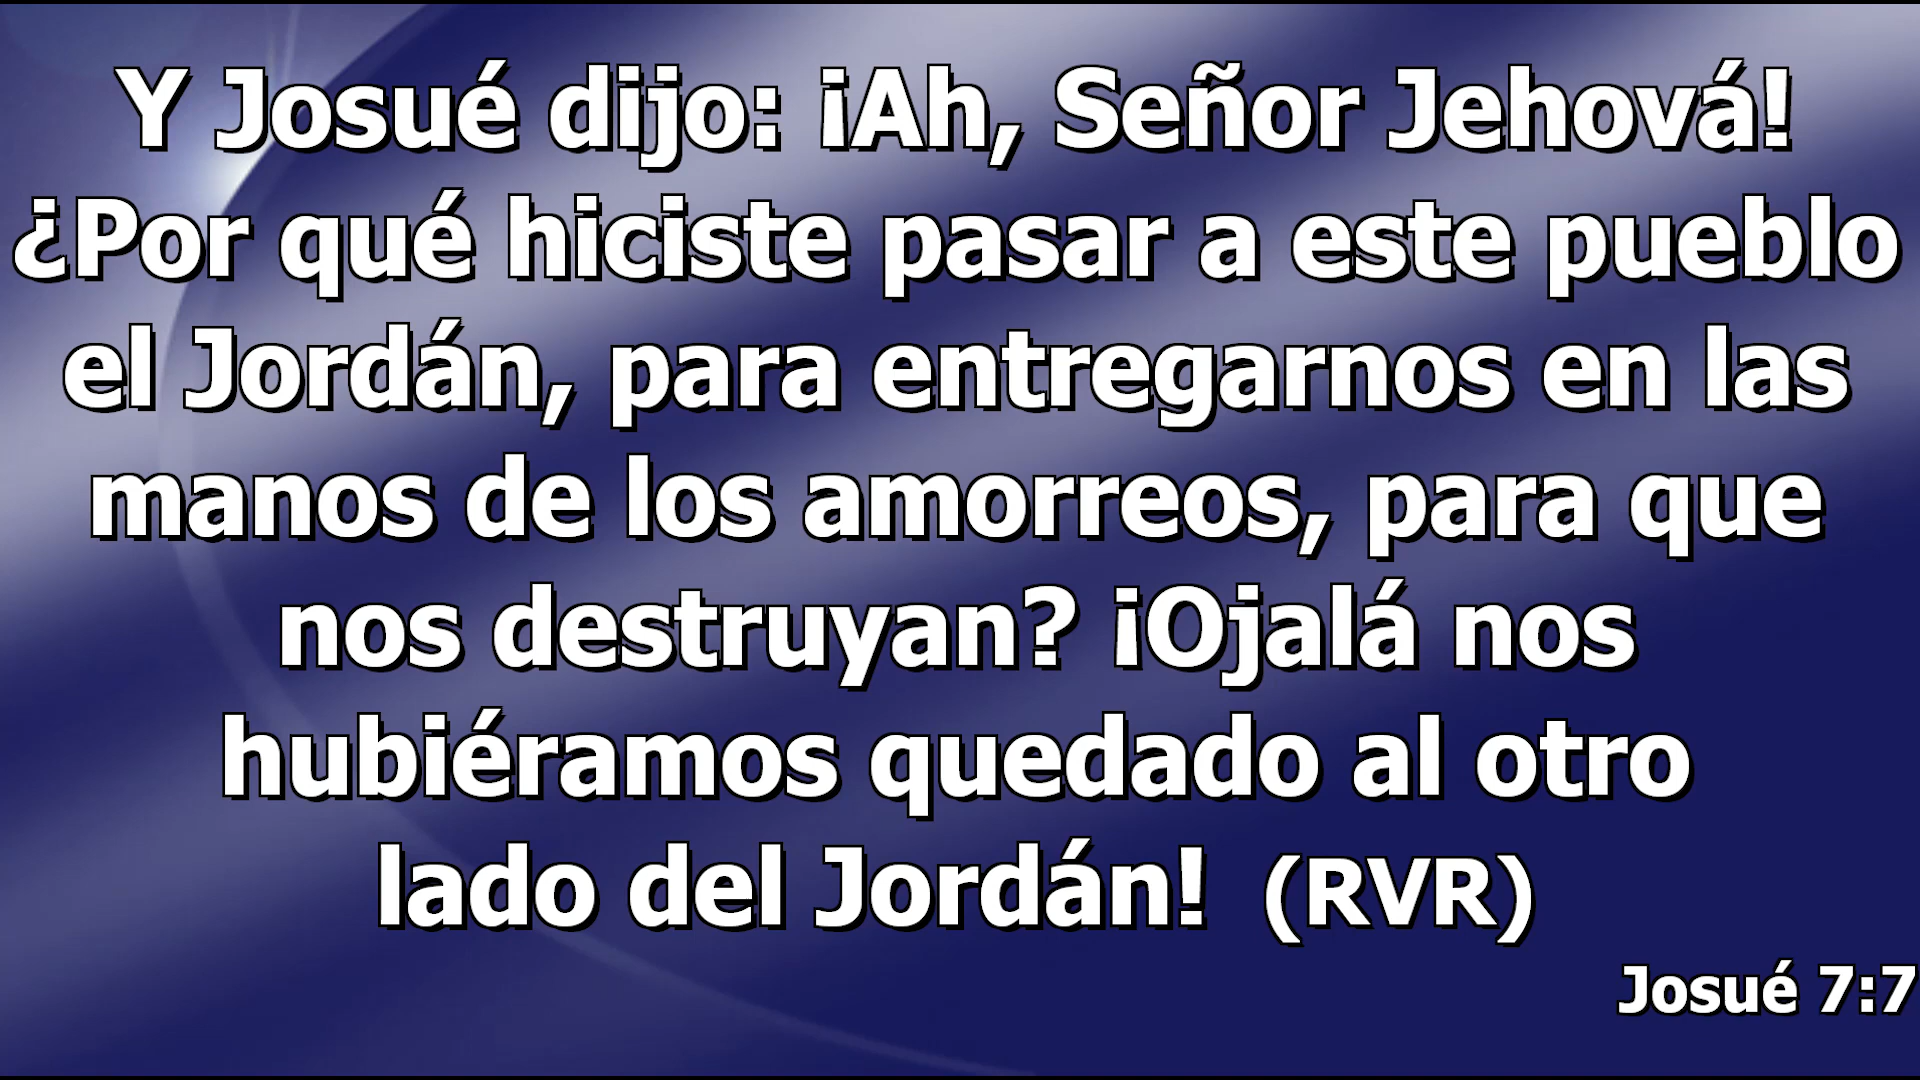 Y Josué dijo: ¡Ah, Señor Jehová!
¿Por qué hiciste pasar a este pueblo
el Jordán, para entregarnos en las
manos de los amorreos, para que
nos destruyan? ¡Ojalá nos
hubiéramos quedado al otro
lado del Jordán! (RVR)
Josué 7:7